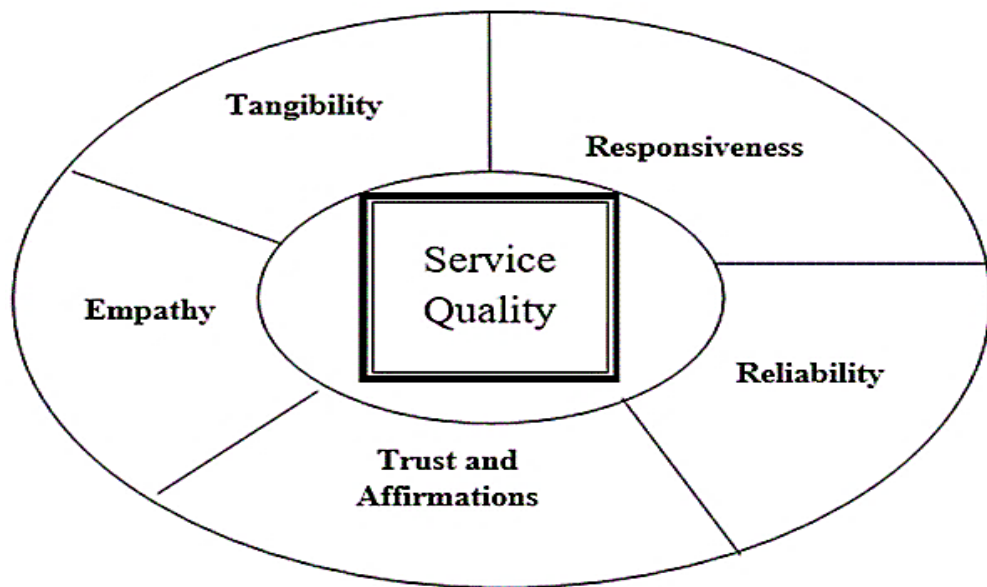 Tangibility
Responsiveness
Service
Quality
Empathy
Reliability
Trust and
Affirmations